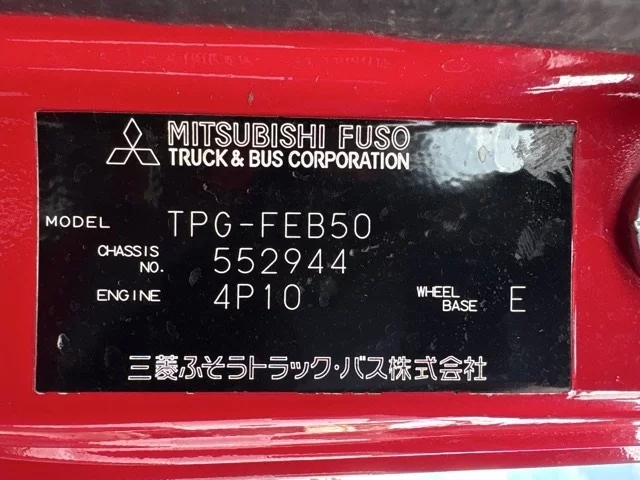 MITSUBISHI FUSO
TRUCK & BUS CORPORATION
MODEL TPG-FEB50
CHASSIS NO. 552944
ENGINE 4P10 WHEEL BASE E
三菱ふそうトラック・バス株式会社